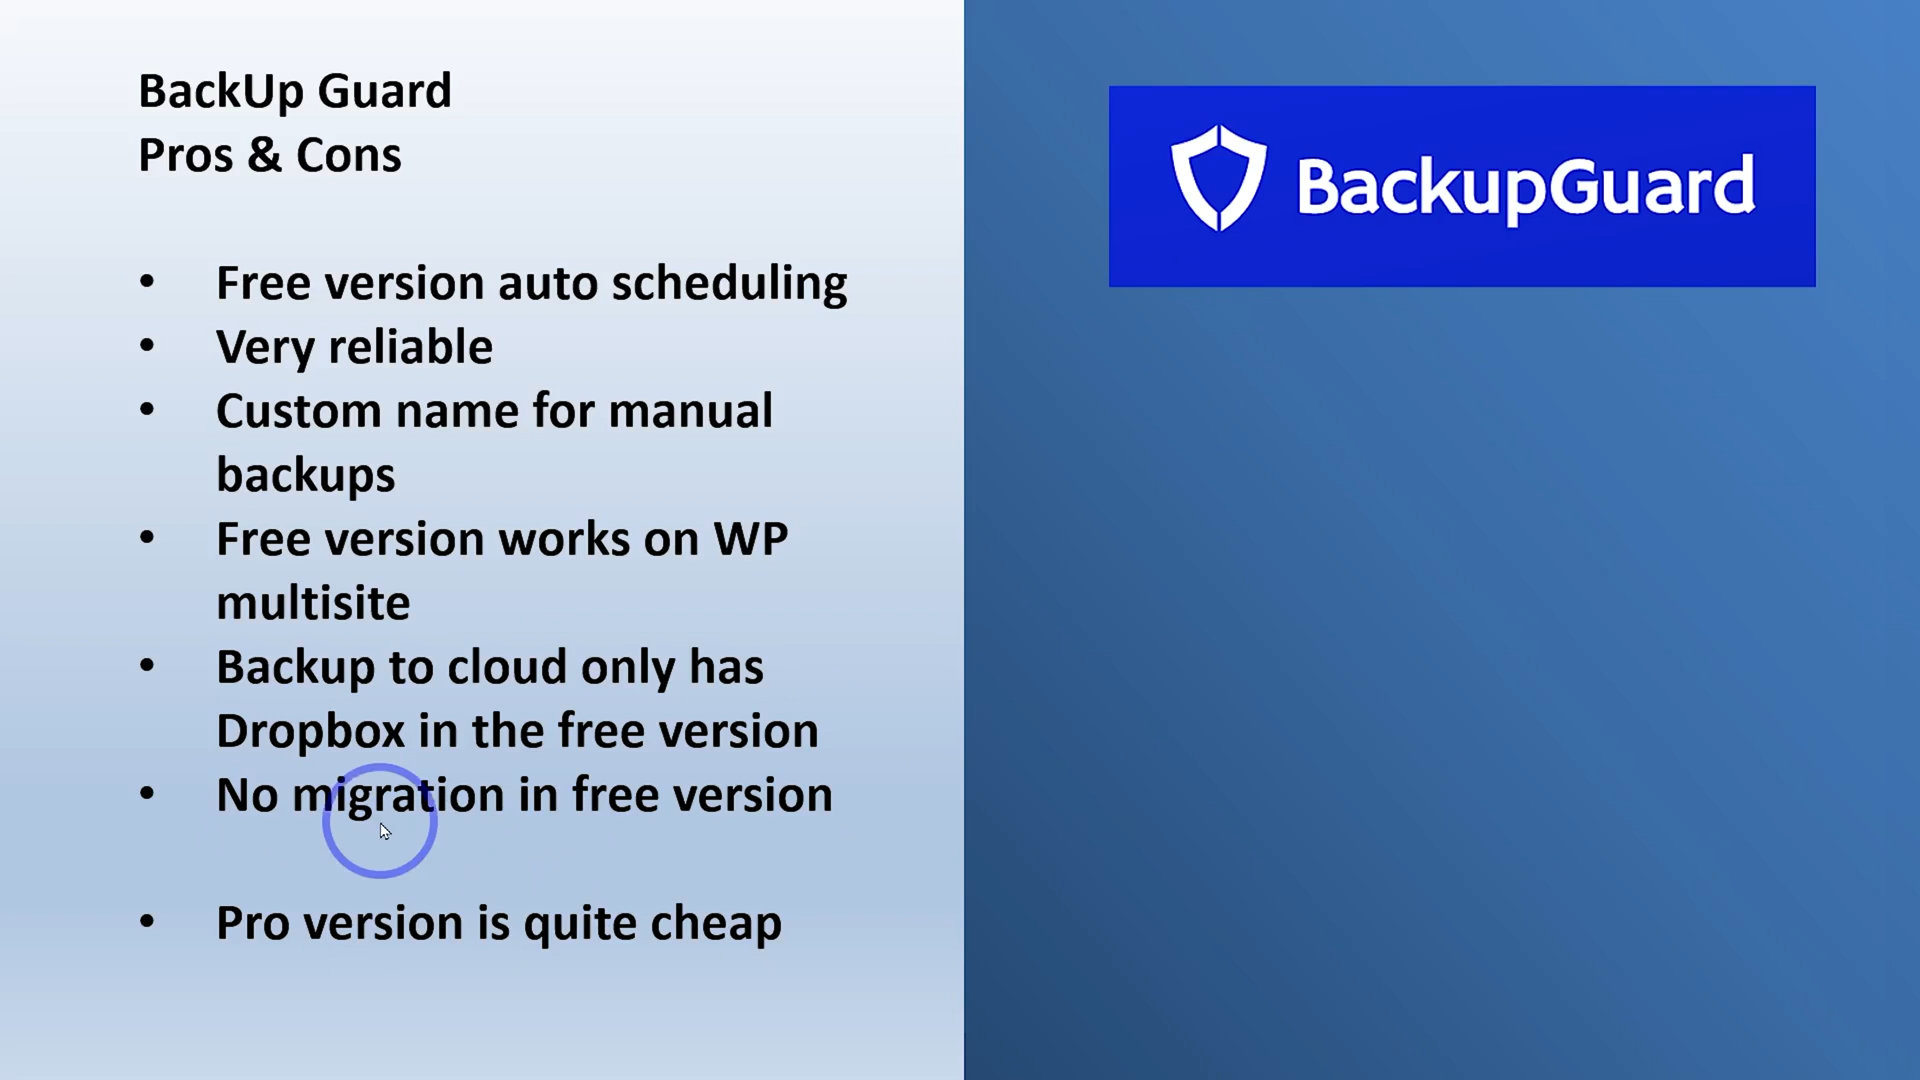 BackUp Guard
Pros & Cons
• Free version auto scheduling
• Very reliable
• Custom name for manual
backups
• Free version works on WP
multisite
• Backup to cloud only has
Dropbox in the free version
• No migration in free version
• Pro version is quite cheap
BackupGuard